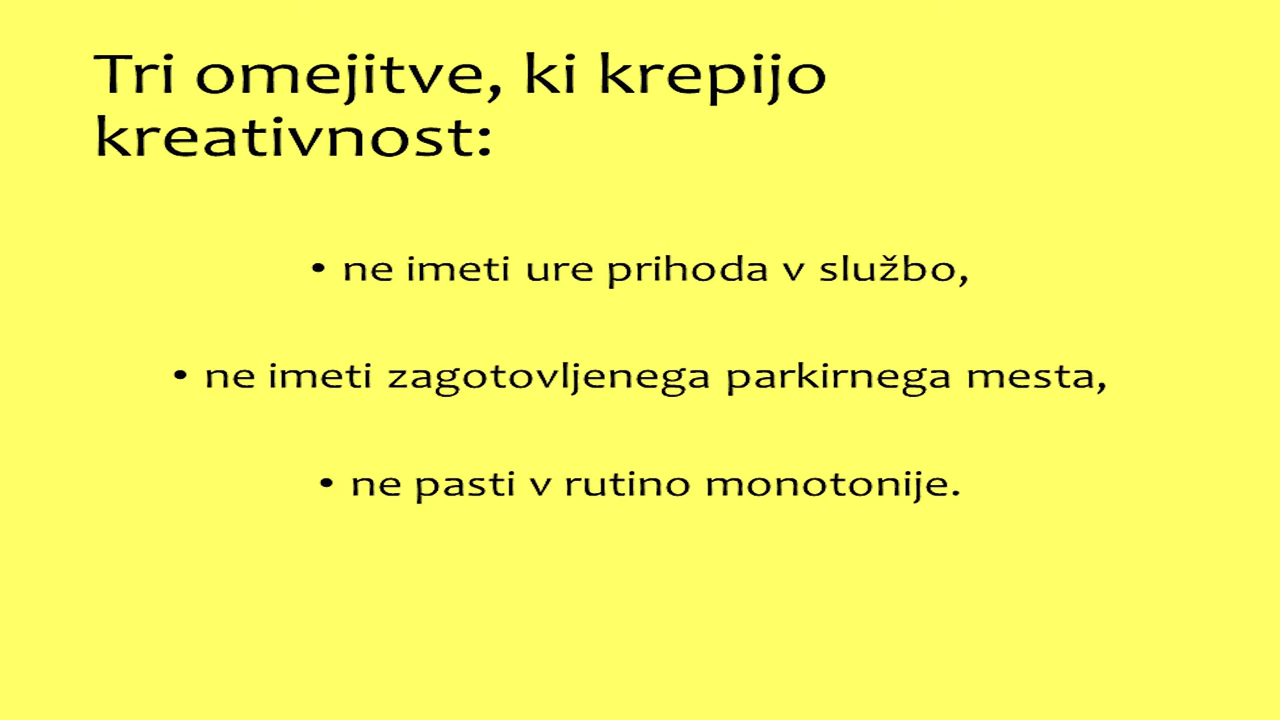 Tri omejitve, ki krepijo
kreativnost:
• ne imeti ure prihoda v službo,
• ne imeti zagotovljenega parkirnega mesta,
• ne pasti v rutino monotonije.